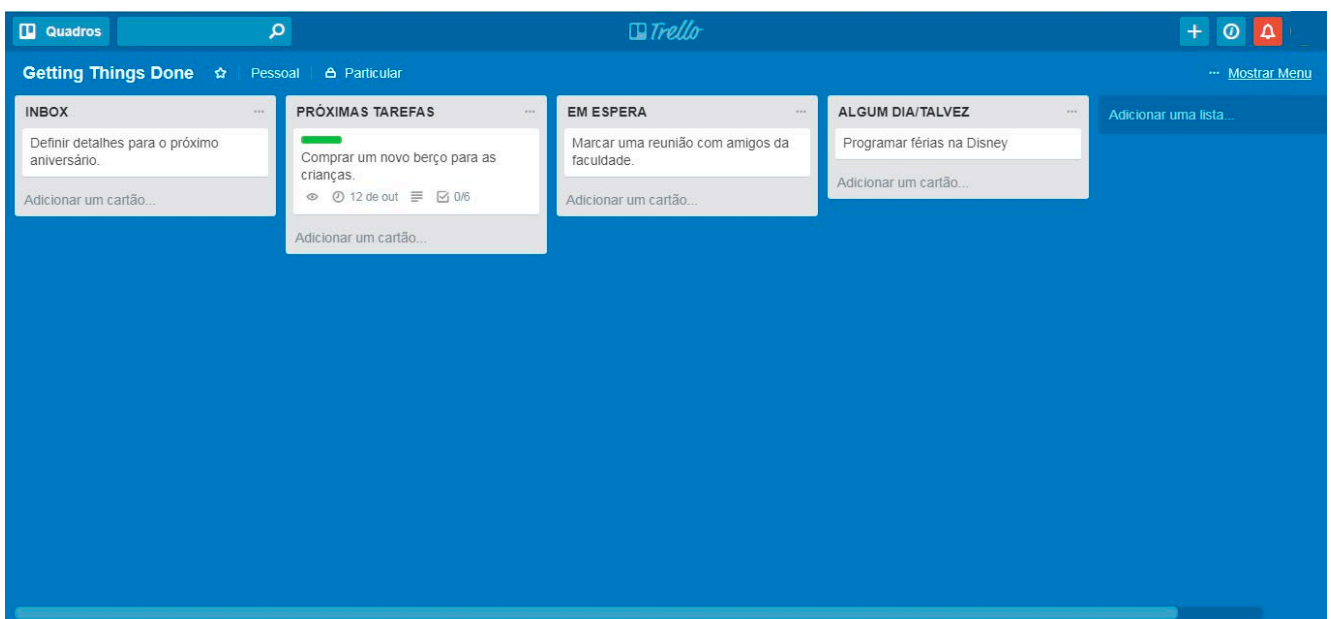 Quadros
Trello
Getting Things Done
Pessoal
Particular
... Mostrar Menu
INBOX
Definir detalhes para o próximo
aniversário.
Adicionar um cartão...
PRÓXIMAS TAREFAS
Comprar um novo berço para as
crianças.
12 de out
0/6
Adicionar um cartão...
EM ESPERA
Marcar uma reunião com amigos da
faculdade.
Adicionar um cartão...
ALGUM DIA/TALVEZ
Programar férias na Disney
Adicionar um cartão...
Adicionar uma lista...